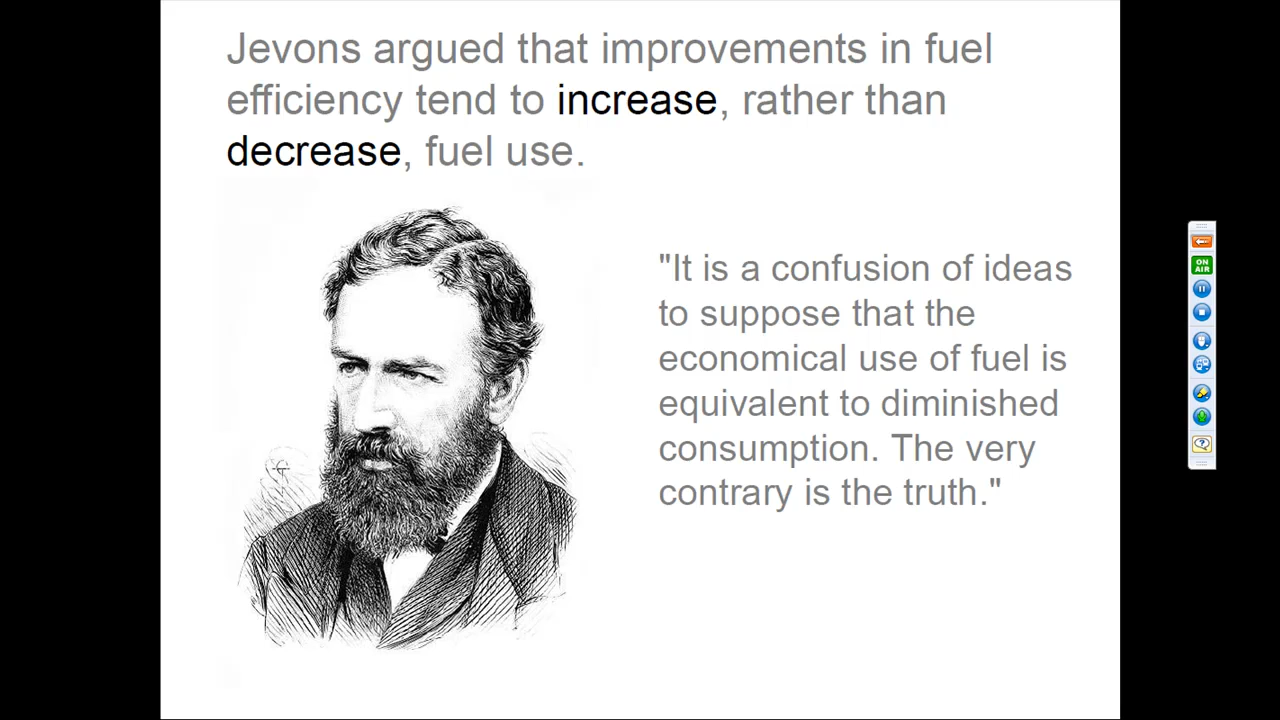 Jevons argued that improvements in fuel
efficiency tend to increase, rather than
decrease, fuel use.
"It is a confusion of ideas
to suppose that the
economical use of fuel is
equivalent to diminished
consumption. The very
contrary is the truth."
ON
AIR